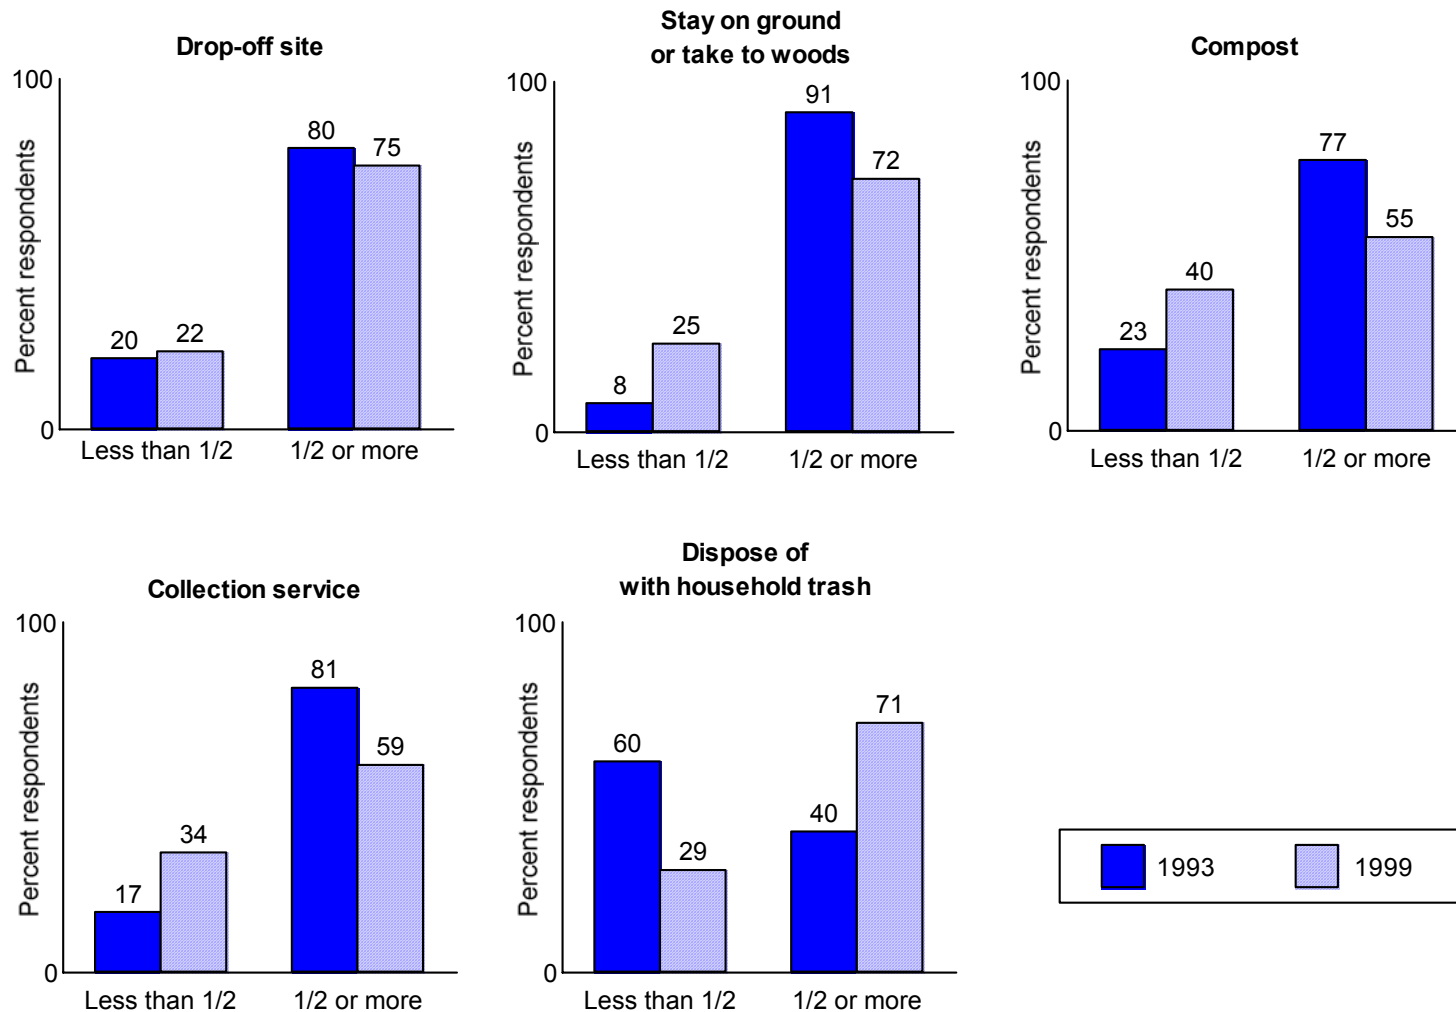 Drop-off site
100
Percent respondents
80
75
20
22
0
Less than 1/2
1/2 or more
Stay on ground
or take to woods
100
Percent respondents
91
72
25
8
0
Less than 1/2
1/2 or more
Compost
100
Percent respondents
77
55
40
23
0
Less than 1/2
1/2 or more
Collection service
100
Percent respondents
81
59
34
17
0
Less than 1/2
1/2 or more
Dispose of
with household trash
100
Percent respondents
71
60
40
29
0
Less than 1/2
1/2 or more
1993
1999